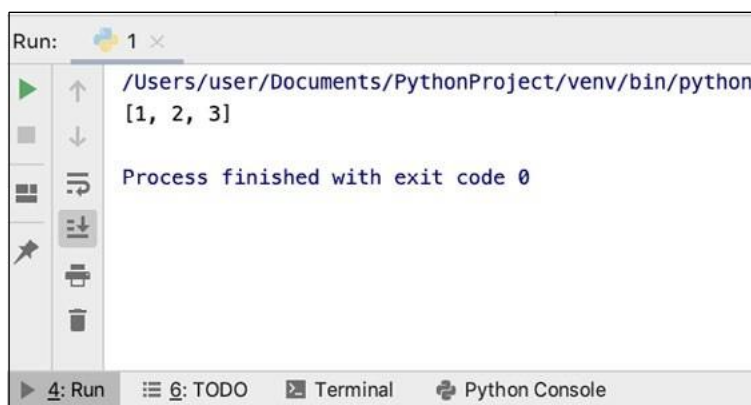 Run: 1
/Users/user/Documents/PythonProject/venv/bin/python
[1, 2, 3]
Process finished with exit code 0
4: Run 6: TODO Terminal Python Console